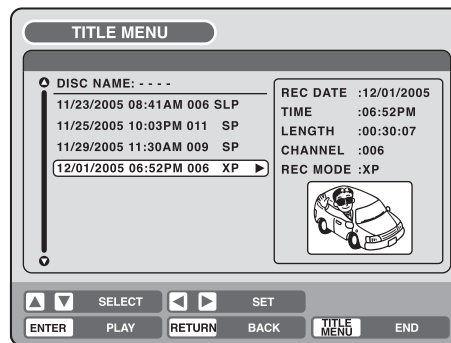 TITLE MENU
DISC NAME: - - - -
11/23/2005 08:41AM 006 SLP
11/25/2005 10:03PM 011 SP
11/29/2005 11:30AM 009 SP
12/01/2005 06:52PM 006 XP
REC DATE :12/01/2005
TIME :06:52PM
LENGTH :00:30:07
CHANNEL :006
REC MODE :XP
SELECT SET
ENTER PLAY RETURN BACK TITLE MENU END